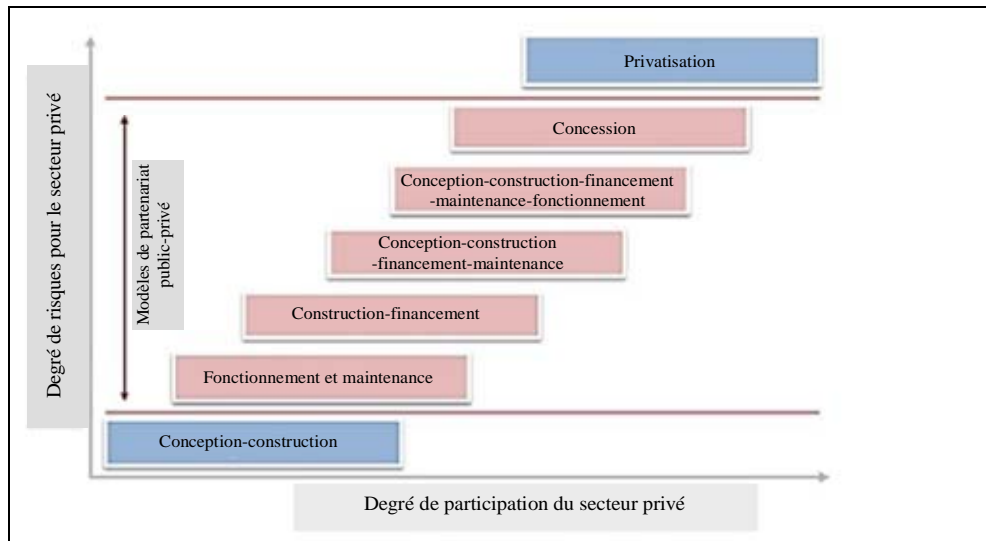 Privatisation
Concession
Conception-construction-financement
-maintenance-fonctionnement
Conception-construction
-financement-maintenance
Construction-financement
Fonctionnement et maintenance
Conception-construction
Degré de risques pour le secteur privé
Modèles de partenariat
public-privé
Degré de participation du secteur privé